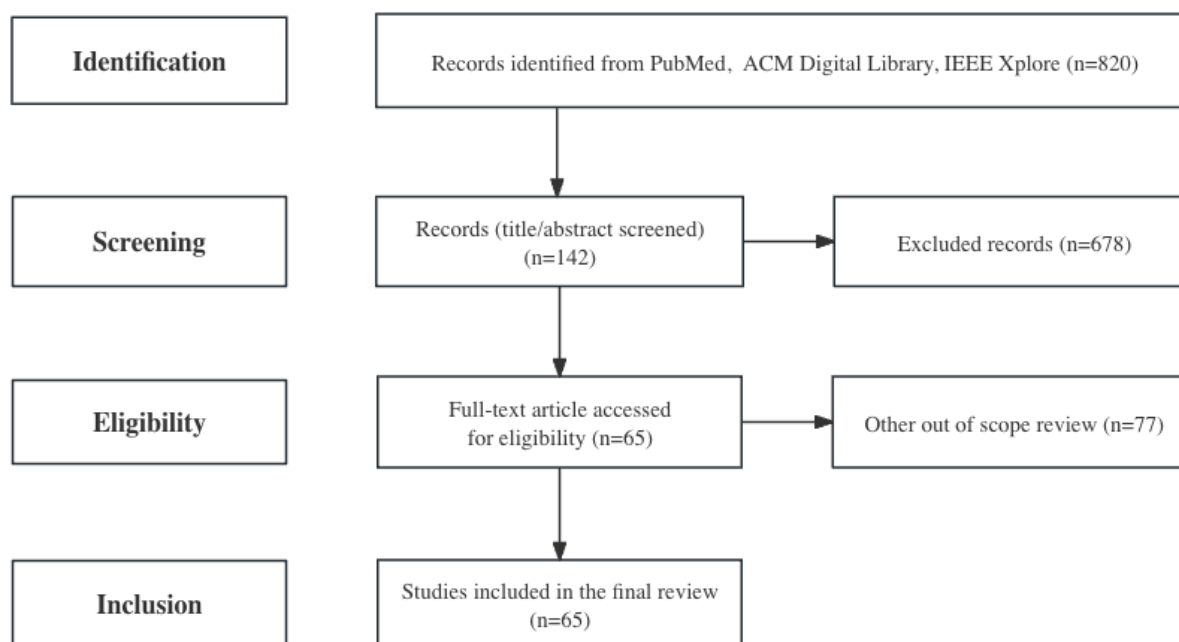 Identification
Records identified from PubMed, ACM Digital Library, IEEE Xplore (n=820)
Screening
Records (title/abstract screened)
(n=142)
Excluded records (n=678)
Eligibility
Full-text article accessed
for eligibility (n=65)
Other out of scope review (n=77)
Inclusion
Studies included in the final review
(n=65)